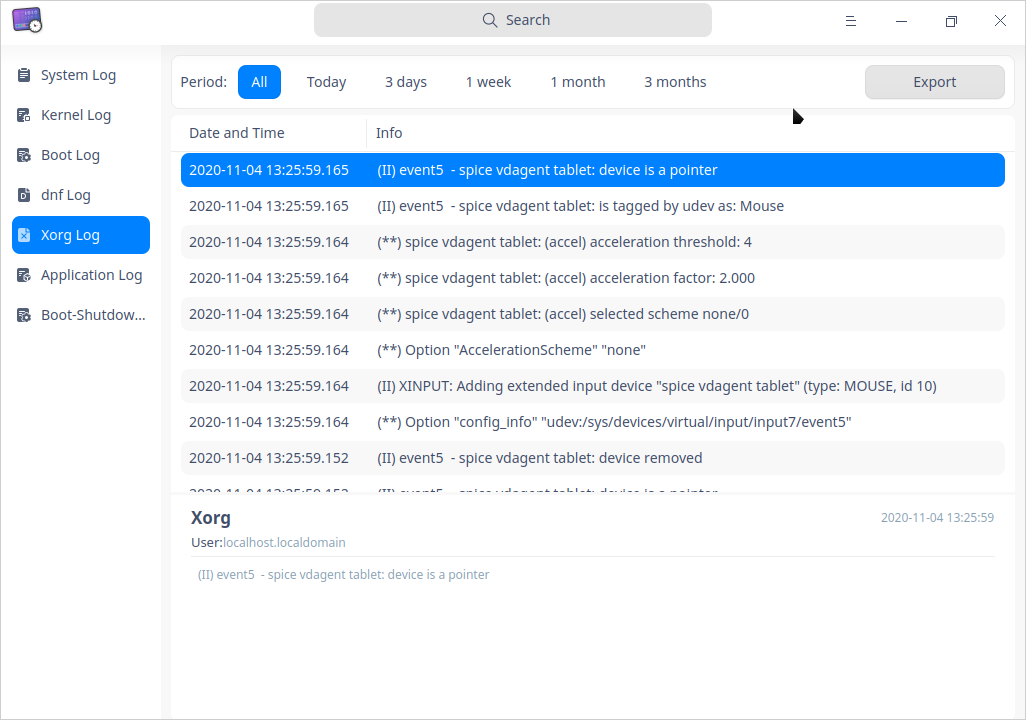 Search
System Log
Kernel Log
Boot Log
dnf Log
Xorg Log
Application Log
Boot-Shutdow...
Period: All Today 3 days 1 week 1 month 3 months Export
Date and Time Info
2020-11-04 13:25:59.165 (II) event5  - spice vdagent tablet: device is a pointer
2020-11-04 13:25:59.165 (II) event5  - spice vdagent tablet: is tagged by udev as: Mouse
2020-11-04 13:25:59.164 (**) spice vdagent tablet: (accel) acceleration threshold: 4
2020-11-04 13:25:59.164 (**) spice vdagent tablet: (accel) acceleration factor: 2.000
2020-11-04 13:25:59.164 (**) spice vdagent tablet: (accel) selected scheme none/0
2020-11-04 13:25:59.164 (**) Option "AccelerationScheme" "none"
2020-11-04 13:25:59.164 (II) XINPUT: Adding extended input device "spice vdagent tablet" (type: MOUSE, id 10)
2020-11-04 13:25:59.164 (**) Option "config_info" "udev:/sys/devices/virtual/input/input7/event5"
2020-11-04 13:25:59.152 (II) event5  - spice vdagent tablet: device removed
Xorg 2020-11-04 13:25:59
User:localhost.localdomain
(II) event5  - spice vdagent tablet: device is a pointer